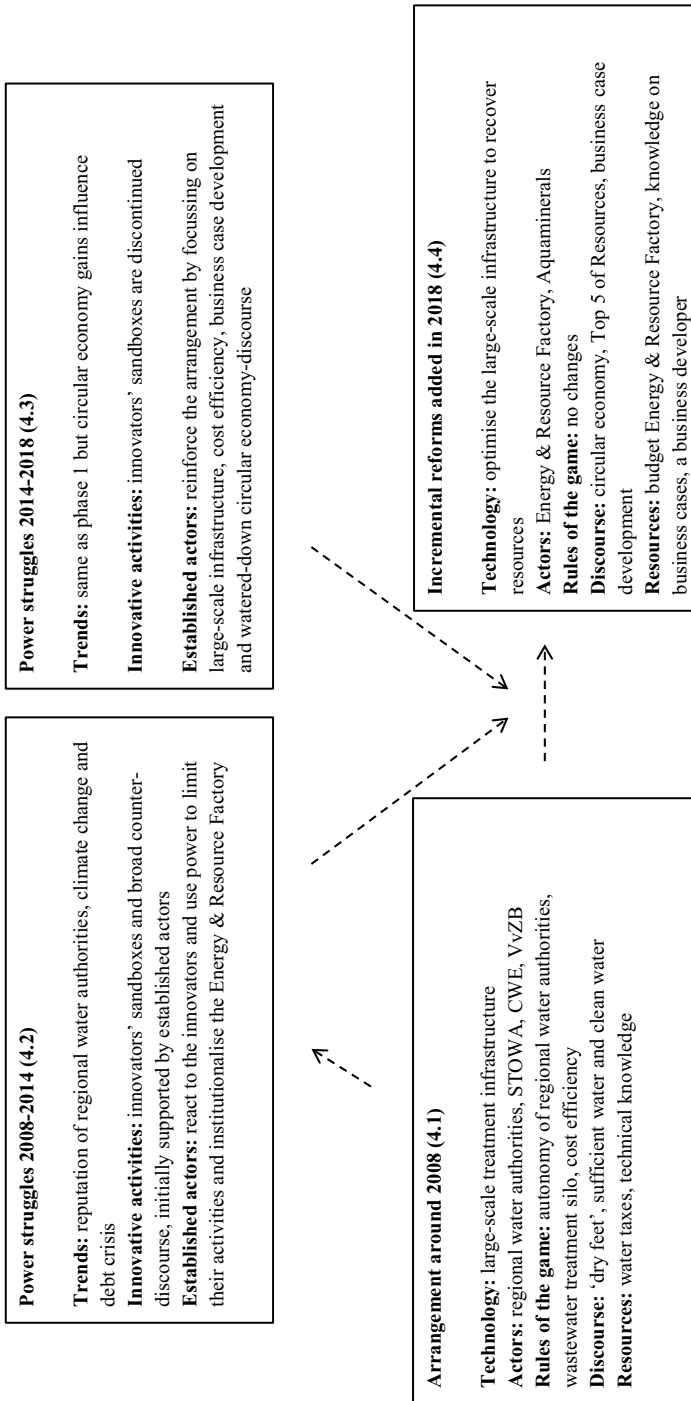 Power struggles 2008-2014 (4.2)
Trends: reputation of regional water authorities, climate change and
debt crisis
Innovative activities: innovators’ sandboxes and broad counter-
discourse, initially supported by established actors
Established actors: react to the innovators and use power to limit
their activities and institutionalise the Energy & Resource Factory
Power struggles 2014-2018 (4.3)
Trends: same as phase 1 but circular economy gains influence
Innovative activities: innovators’ sandboxes are discontinued
Established actors: reinforce the arrangement by focussing on
large-scale infrastructure, cost efficiency, business case development
and watered-down circular economy-discourse
Arrangement around 2008 (4.1)
Technology: large-scale treatment infrastructure
Actors: regional water authorities, STOWA, CWE, VvZB
Rules of the game: autonomy of regional water authorities,
wastewater treatment silo, cost efficiency
Discourse: ‘dry feet’, sufficient water and clean water
Resources: water taxes, technical knowledge
Incremental reforms added in 2018 (4.4)
Technology: optimise the large-scale infrastructure to recover
resources
Actors: Energy & Resource Factory, Aquaminerals
Rules of the game: no changes
Discourse: circular economy, Top 5 of Resources, business case
development
Resources: budget Energy & Resource Factory, knowledge on
business cases, a business developer